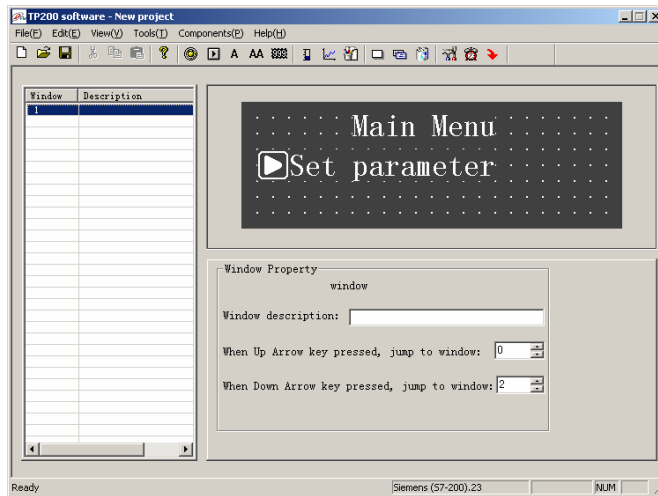 TP200 software - New project
File(F) Edit(E) View(V) Tools(T) Components(P) Help(H)
A AA
Window Description
1
Main Menu
Set parameter
Window Property
window
Window description:
When Up Arrow key pressed, jump to window: 0
When Down Arrow key pressed, jump to window: 2
Ready Siemens (S7-200).23 NUM